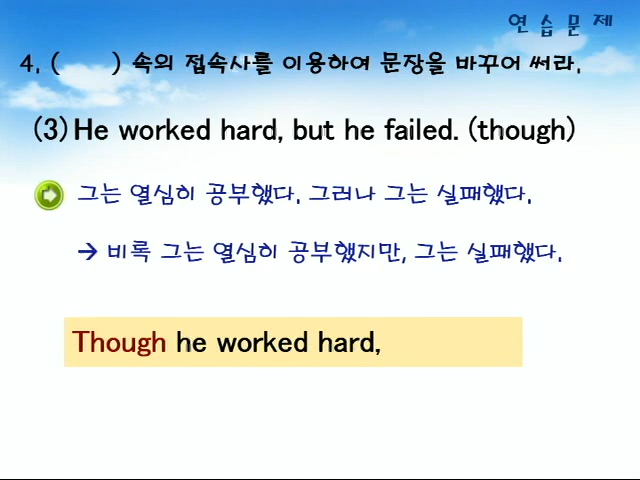 연 습 문 제
4. (      ) 속의 접속사를 이용하여 문장을 바꾸어 써라.
(3) He worked hard, but he failed. (though)
그는 열심히 공부했다. 그러나 그는 실패했다.
→ 비록 그는 열심히 공부했지만, 그는 실패했다.
Though he worked hard,